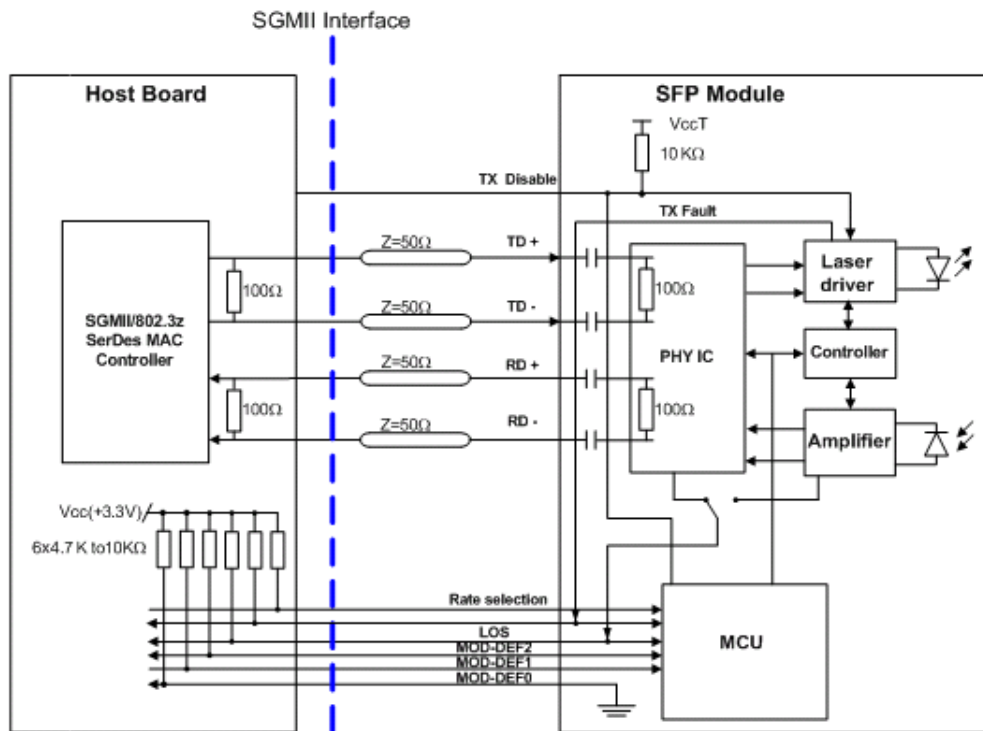 SGMII Interface
Host Board
SFP Module
VccT
10 KΩ
TX Disable
TX Fault
Z=50Ω
TD +
100Ω
100Ω
Laser
driver
SGMII/802.3z
SerDes MAC
Controller
Z=50Ω
TD -
PHY IC
Controller
Z=50Ω
RD +
100Ω
100Ω
Z=50Ω
RD -
Amplifier
Vcc(+3.3V)
6x4.7 K to10KΩ
Rate selection
LOS
MOD-DEF2
MOD-DEF1
MOD-DEF0
MCU